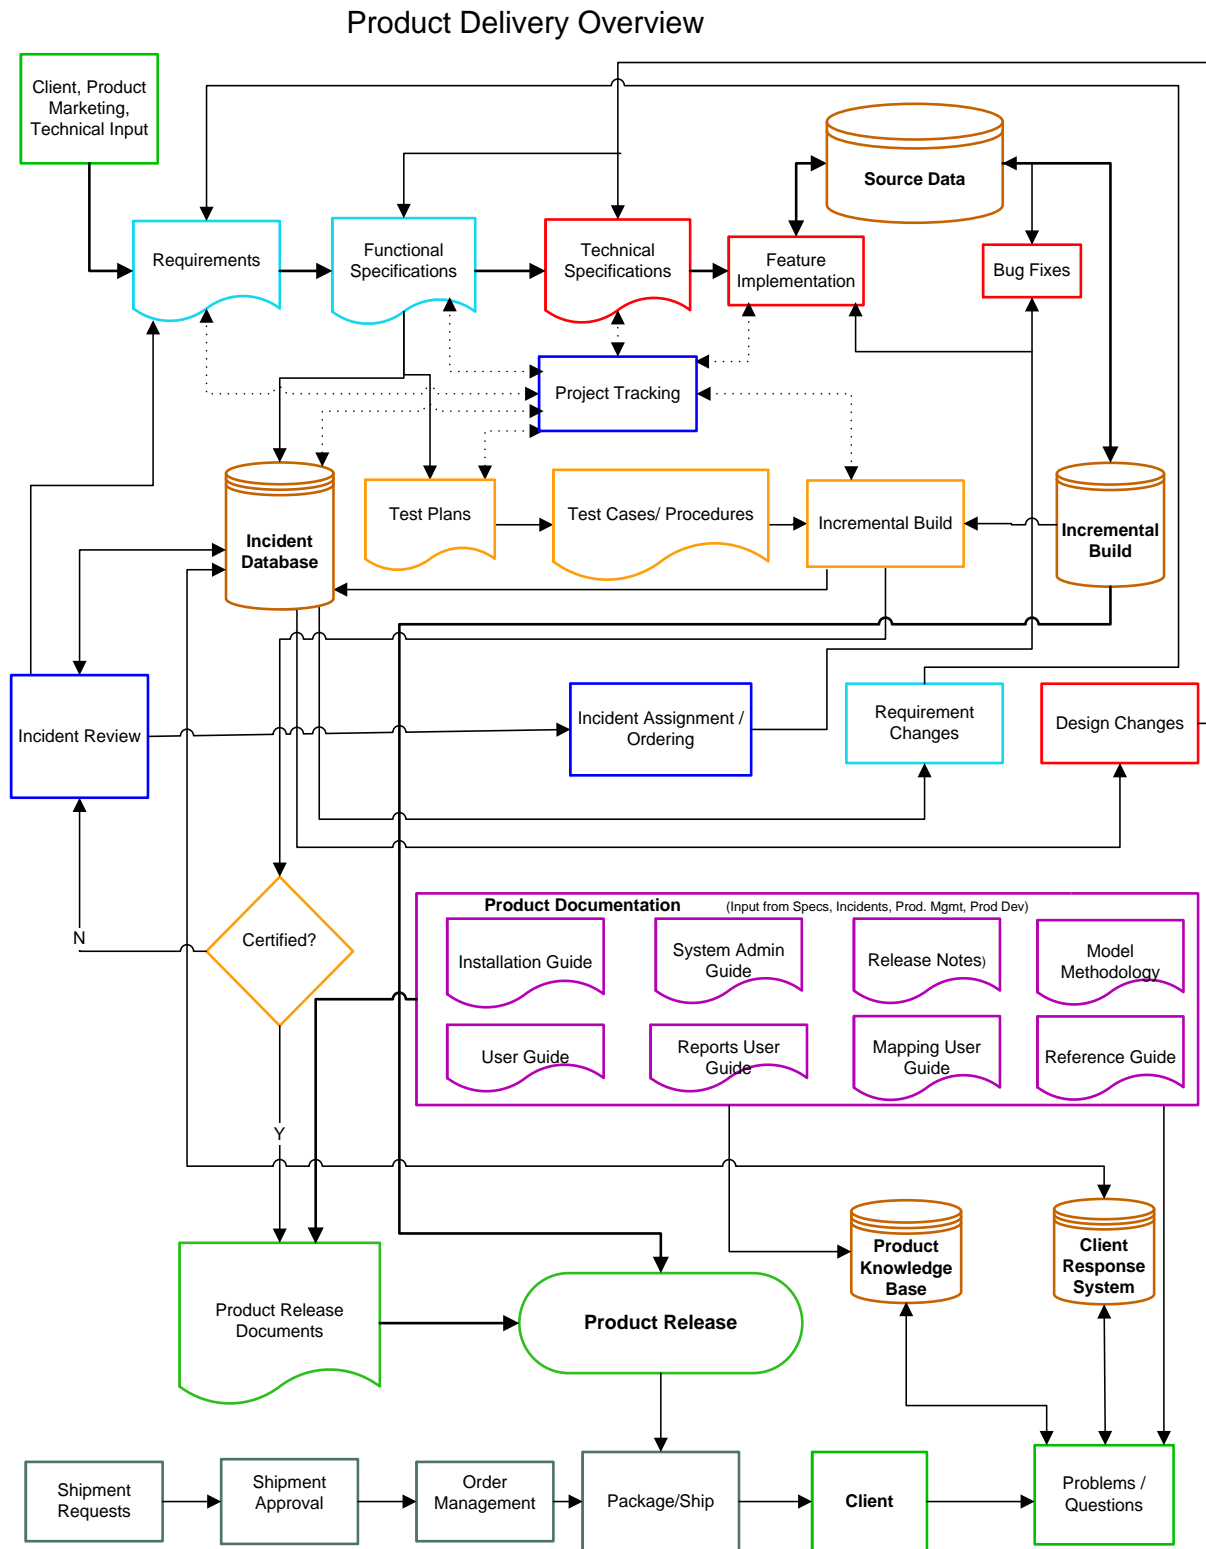 Product Delivery Overview
Client, Product
Marketing,
Technical Input
Source Data
Requirements
Functional
Specifications
Technical
Specifications
Feature
Implementation
Bug Fixes
Project Tracking
Incident
Database
Test Plans
Test Cases/ Procedures
Incremental Build
Incremental
Build
Incident Review
Incident Assignment /
Ordering
Requirement
Changes
Design Changes
Certified?
N
Y
Product Documentation
(Input from Specs, Incidents, Prod. Mgmt, Prod Dev)
Installation Guide
System Admin
Guide
Release Notes)
Model
Methodology
User Guide
Reports User
Guide
Mapping User
Guide
Reference Guide
Product
Knowledge
Base
Client
Response
System
Product Release
Documents
Product Release
Shipment
Requests
Shipment
Approval
Order
Management
Package/Ship
Client
Problems /
Questions